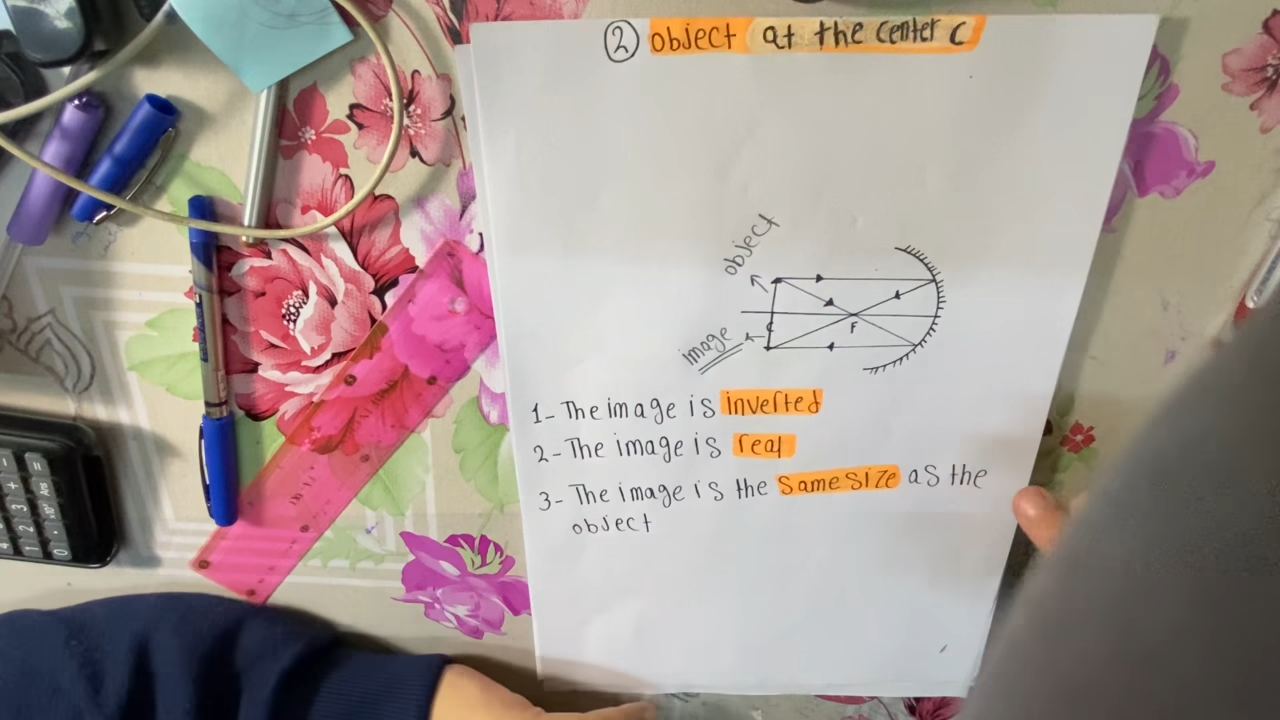 ② object at the center C
object
C
F
image
1- The image is inverted
2- The image is real
3- The image is the same size as the
object